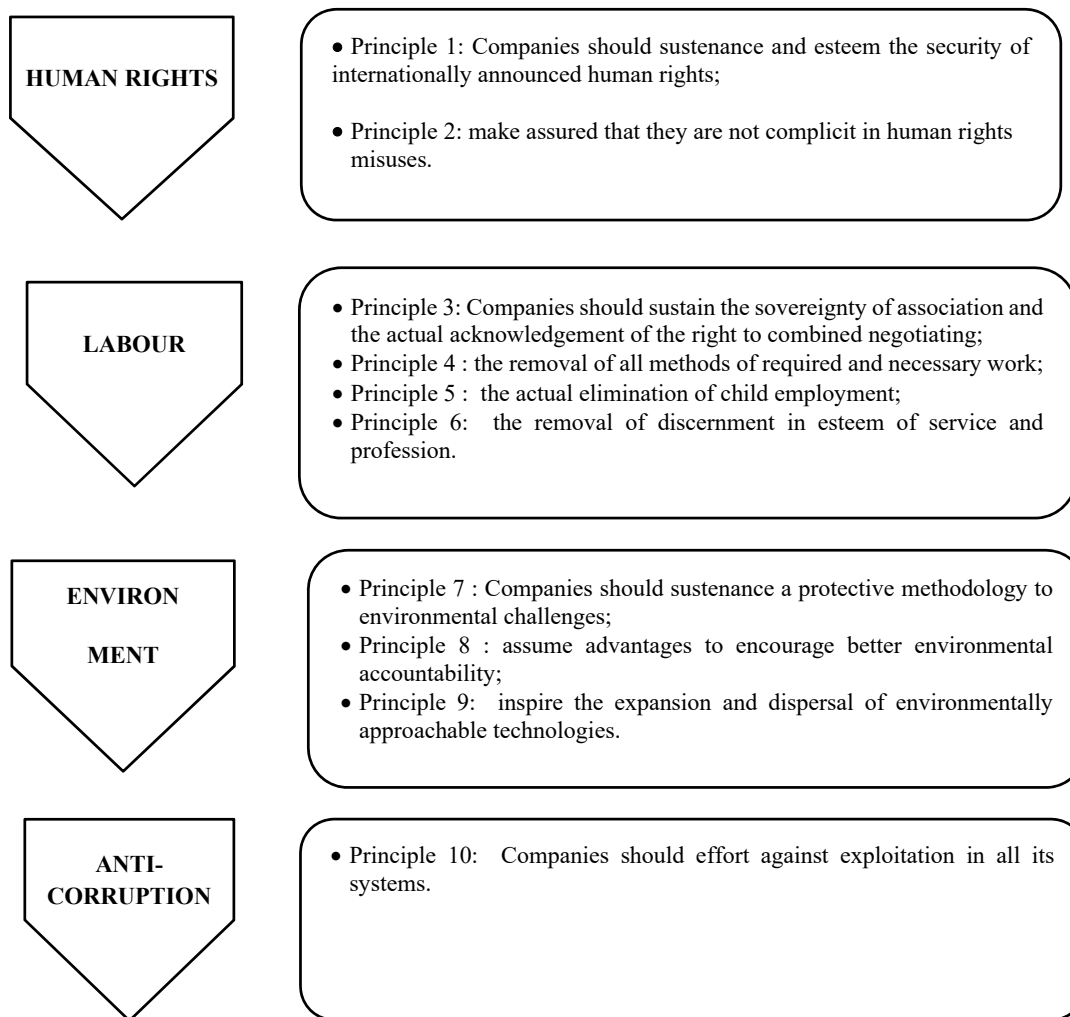 HUMAN RIGHTS
• Principle 1: Companies should sustenance and esteem the security of
internationally announced human rights;
• Principle 2: make assured that they are not complicit in human rights
misuses.
LABOUR
• Principle 3: Companies should sustain the sovereignty of association and
the actual acknowledgement of the right to combined negotiating;
• Principle 4 : the removal of all methods of required and necessary work;
• Principle 5 : the actual elimination of child employment;
• Principle 6: the removal of discernment in esteem of service and
profession.
ENVIRON
MENT
• Principle 7 : Companies should sustenance a protective methodology to
environmental challenges;
• Principle 8 : assume advantages to encourage better environmental
accountability;
• Principle 9: inspire the expansion and dispersal of environmentally
approachable technologies.
ANTI-
CORRUPTION
• Principle 10: Companies should effort against exploitation in all its
systems.